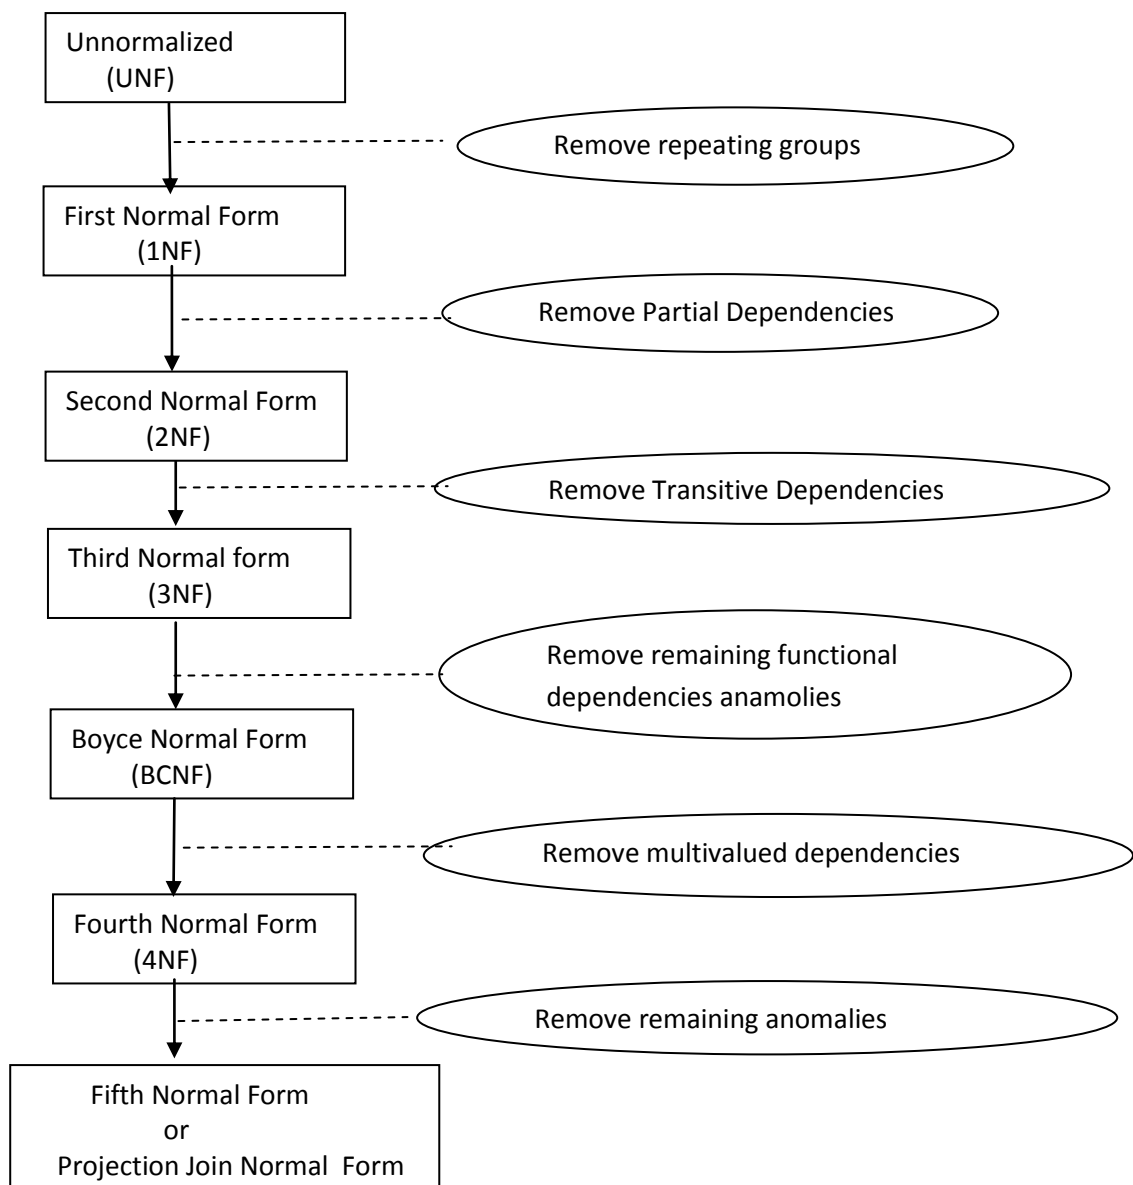 Unnormalized
(UNF)
Remove repeating groups
First Normal Form
(1NF)
Remove Partial Dependencies
Second Normal Form
(2NF)
Remove Transitive Dependencies
Third Normal form
(3NF)
Remove remaining functional
dependencies anamolies
Boyce Normal Form
(BCNF)
Remove multivalued dependencies
Fourth Normal Form
(4NF)
Remove remaining anomalies
Fifth Normal Form
or
Projection Join Normal Form